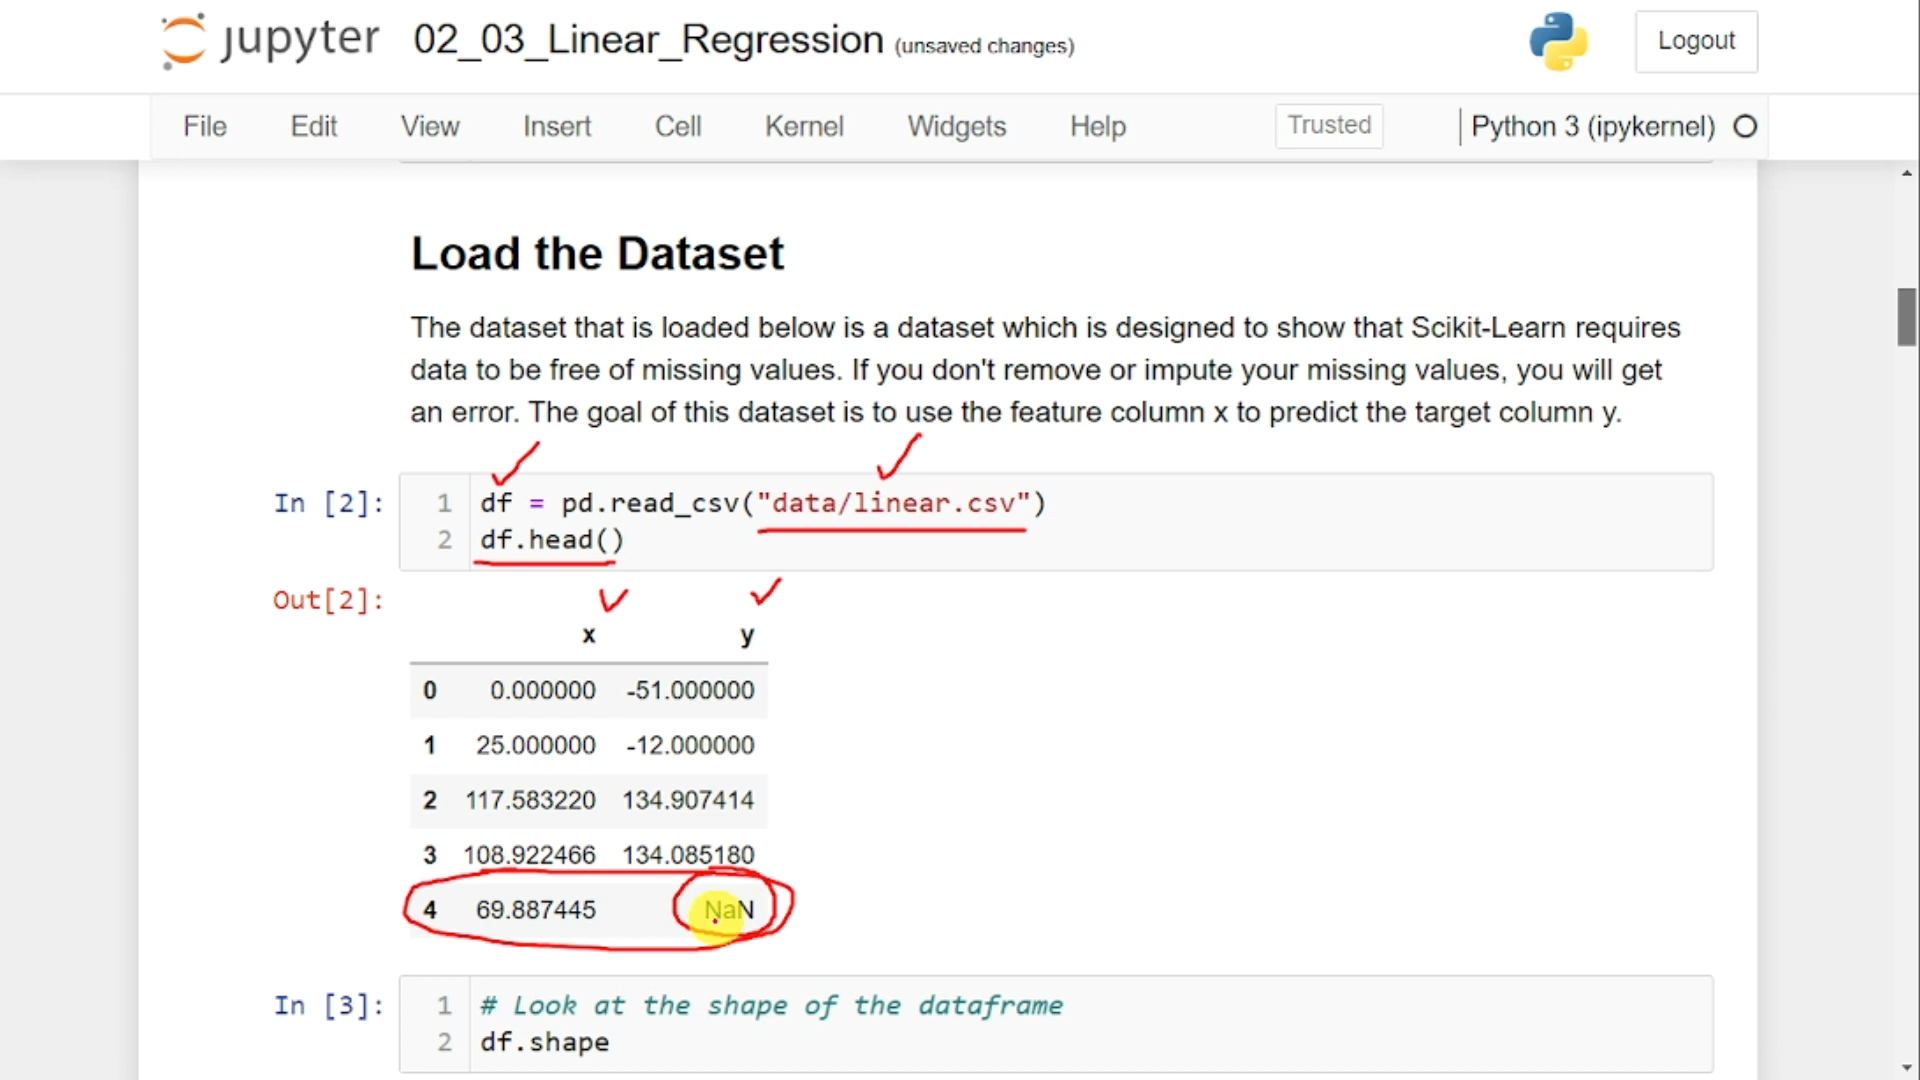 jupyter 02_03_Linear_Regression (unsaved changes) Logout
File Edit View Insert Cell Kernel Widgets Help Trusted Python 3 (ipykernel)
Load the Dataset
The dataset that is loaded below is a dataset which is designed to show that Scikit-Learn requires
data to be free of missing values. If you don't remove or impute your missing values, you will get
an error. The goal of this dataset is to use the feature column x to predict the target column y.
In [2]: 1 df = pd.read_csv("data/linear.csv")
2 df.head()
Out[2]:
x y
0 0.000000 -51.000000
1 25.000000 -12.000000
2 117.583220 134.907414
3 108.922466 134.085180
4 69.887445 NaN
In [3]: 1 # Look at the shape of the dataframe
2 df.shape